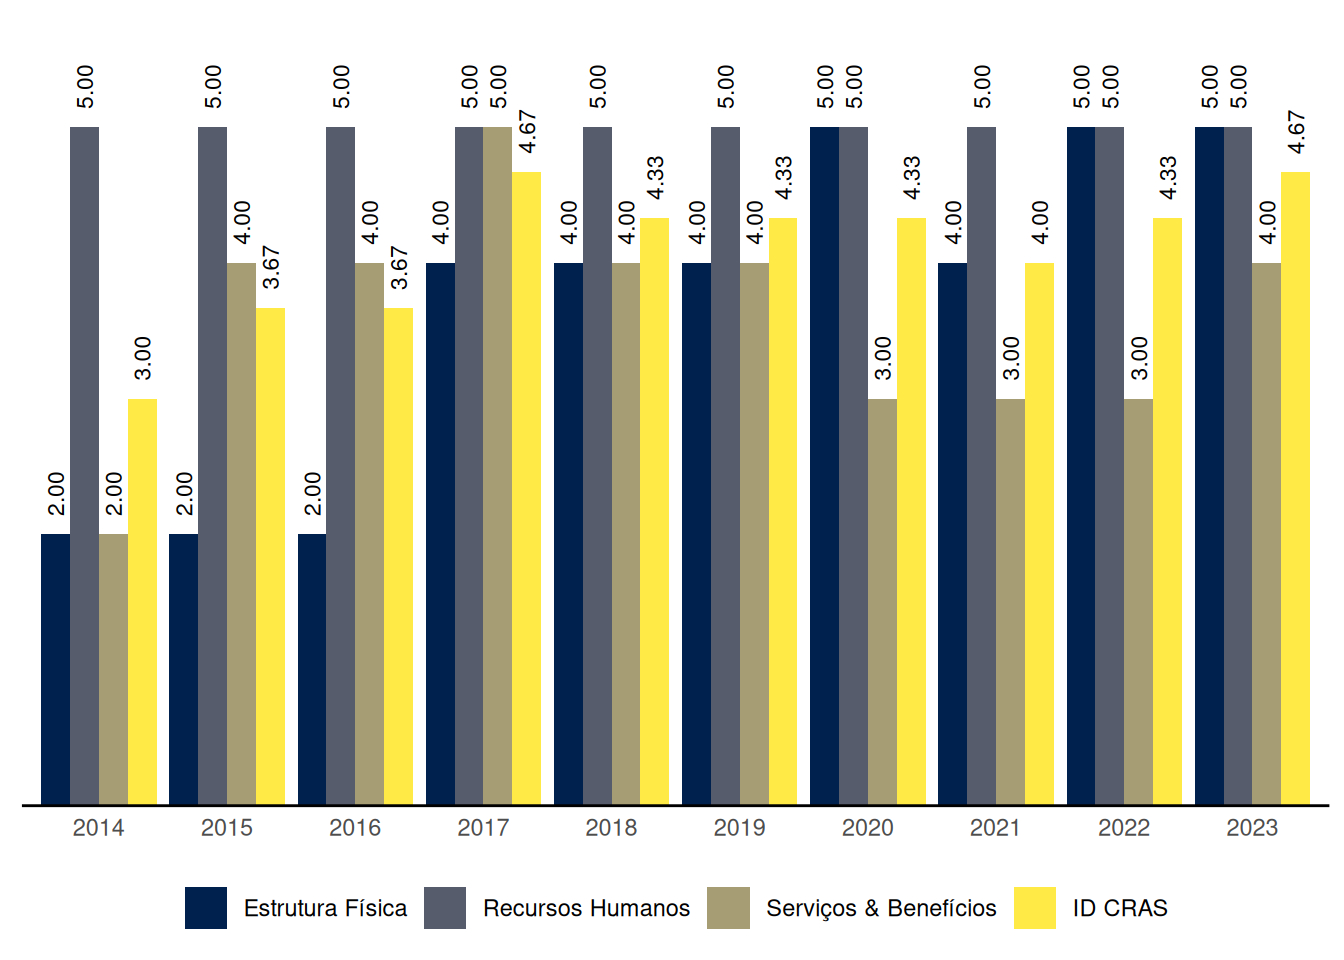 5.00 5.00 5.00 5.00 5.00 5.00 5.00 5.00 5.00 5.00 5.00 5.00 5.00 5.00
4.67 4.67
4.33 4.33 4.33 4.33
4.00 4.00 4.00 4.00 4.00 4.00 4.00 4.00 4.00 4.00
3.67 3.67
3.00 3.00 3.00 3.00
2.00 2.00 2.00 2.00
2014 2015 2016 2017 2018 2019 2020 2021 2022 2023
Estrutura Física Recursos Humanos Serviços & Benefícios ID CRAS